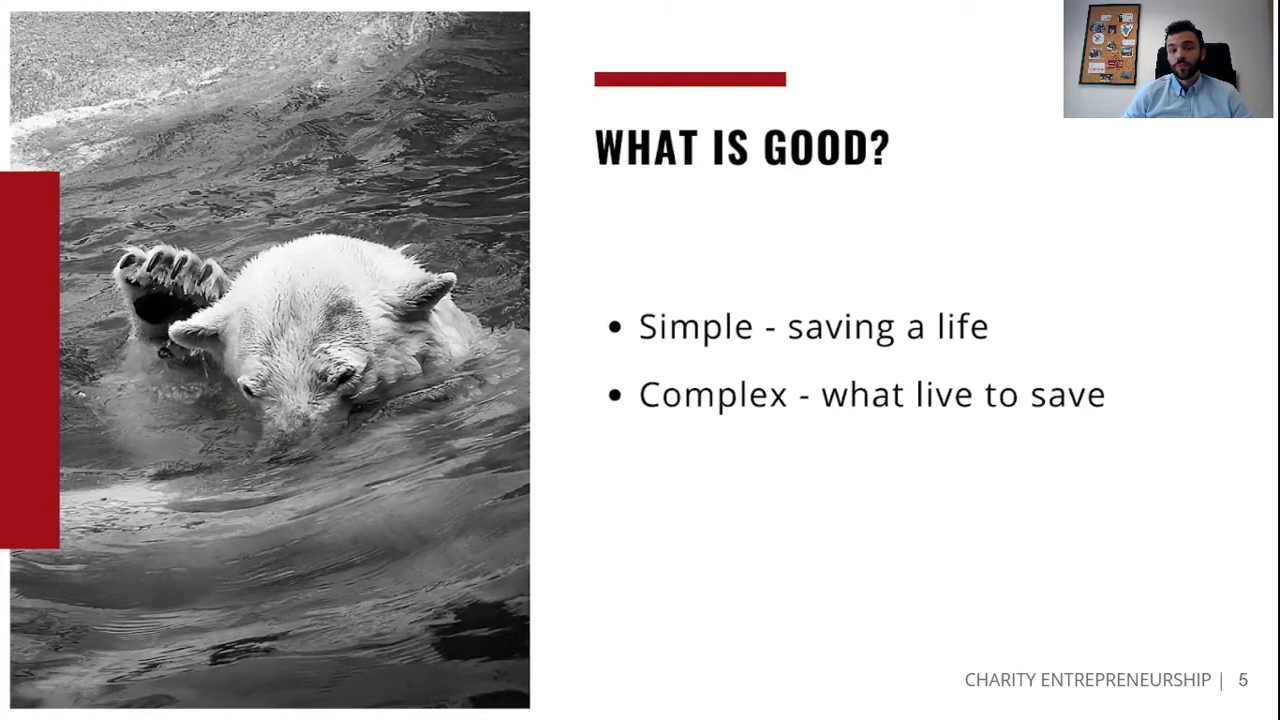 WHAT IS GOOD?
• Simple - saving a life
• Complex - what live to save
CHARITY ENTREPRENEURSHIP | 5